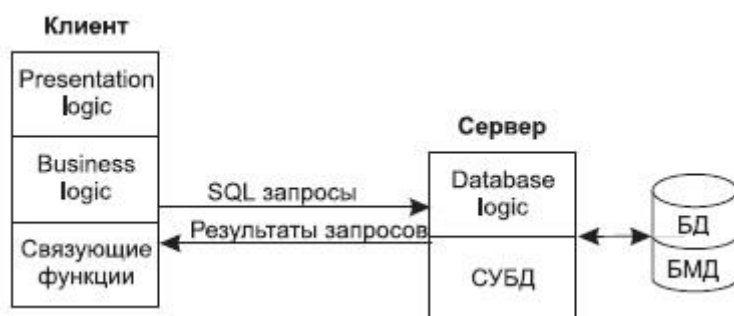 Клиент
Presentation
logic
Business
logic
Связующие
функции
SQL запросы
Результаты запросов
Сервер
Database
logic
СУБД
БД
БМД